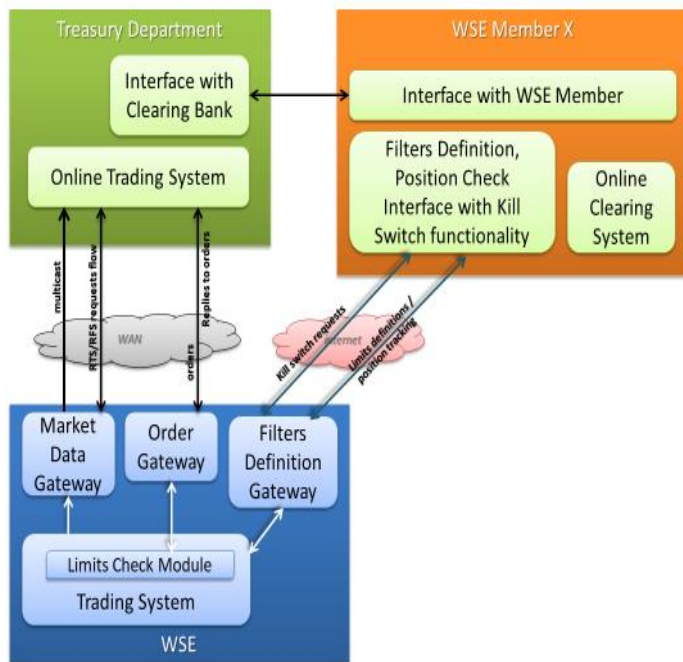 Treasury Department
WSE Member X
Interface with
Clearing Bank
Interface with WSE Member
Online Trading System
Filters Definition,
Position Check
Interface with Kill
Switch functionality
Online
Clearing
System
multicast
RTS/RFS requests flow
Replies to orders
orders
WAN
Internet
Kill switch requests
Limits definitions /
position tracking
Market
Data
Gateway
Order
Gateway
Filters
Definition
Gateway
Limits Check Module
Trading System
WSE